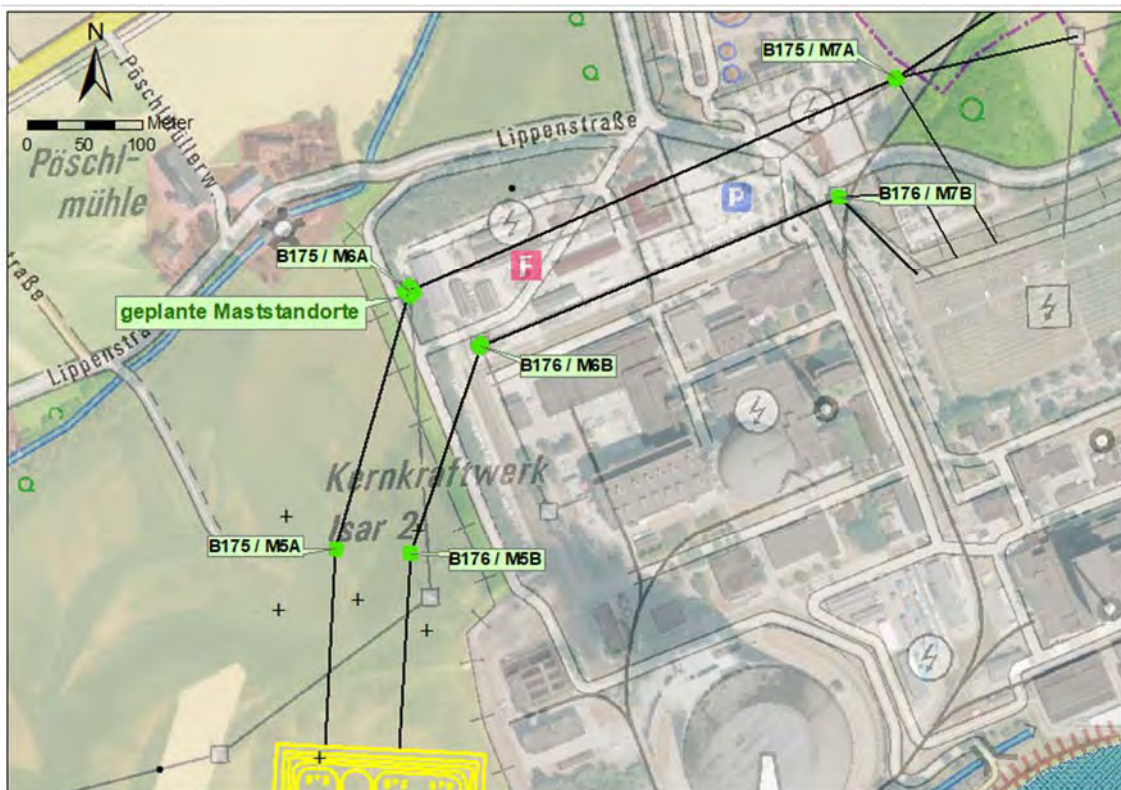 N
Meter
0 50 100
Pöschlmüllerw.
Pöschl-
mühle
Lippenstraße
B175 / M7A
B176 / M7B
P
B175 / M6A
F
geplante Maststandorte
B176 / M6B
straße
Kernkraftwerk
Isar 2
B175 / M5A
B176 / M5B